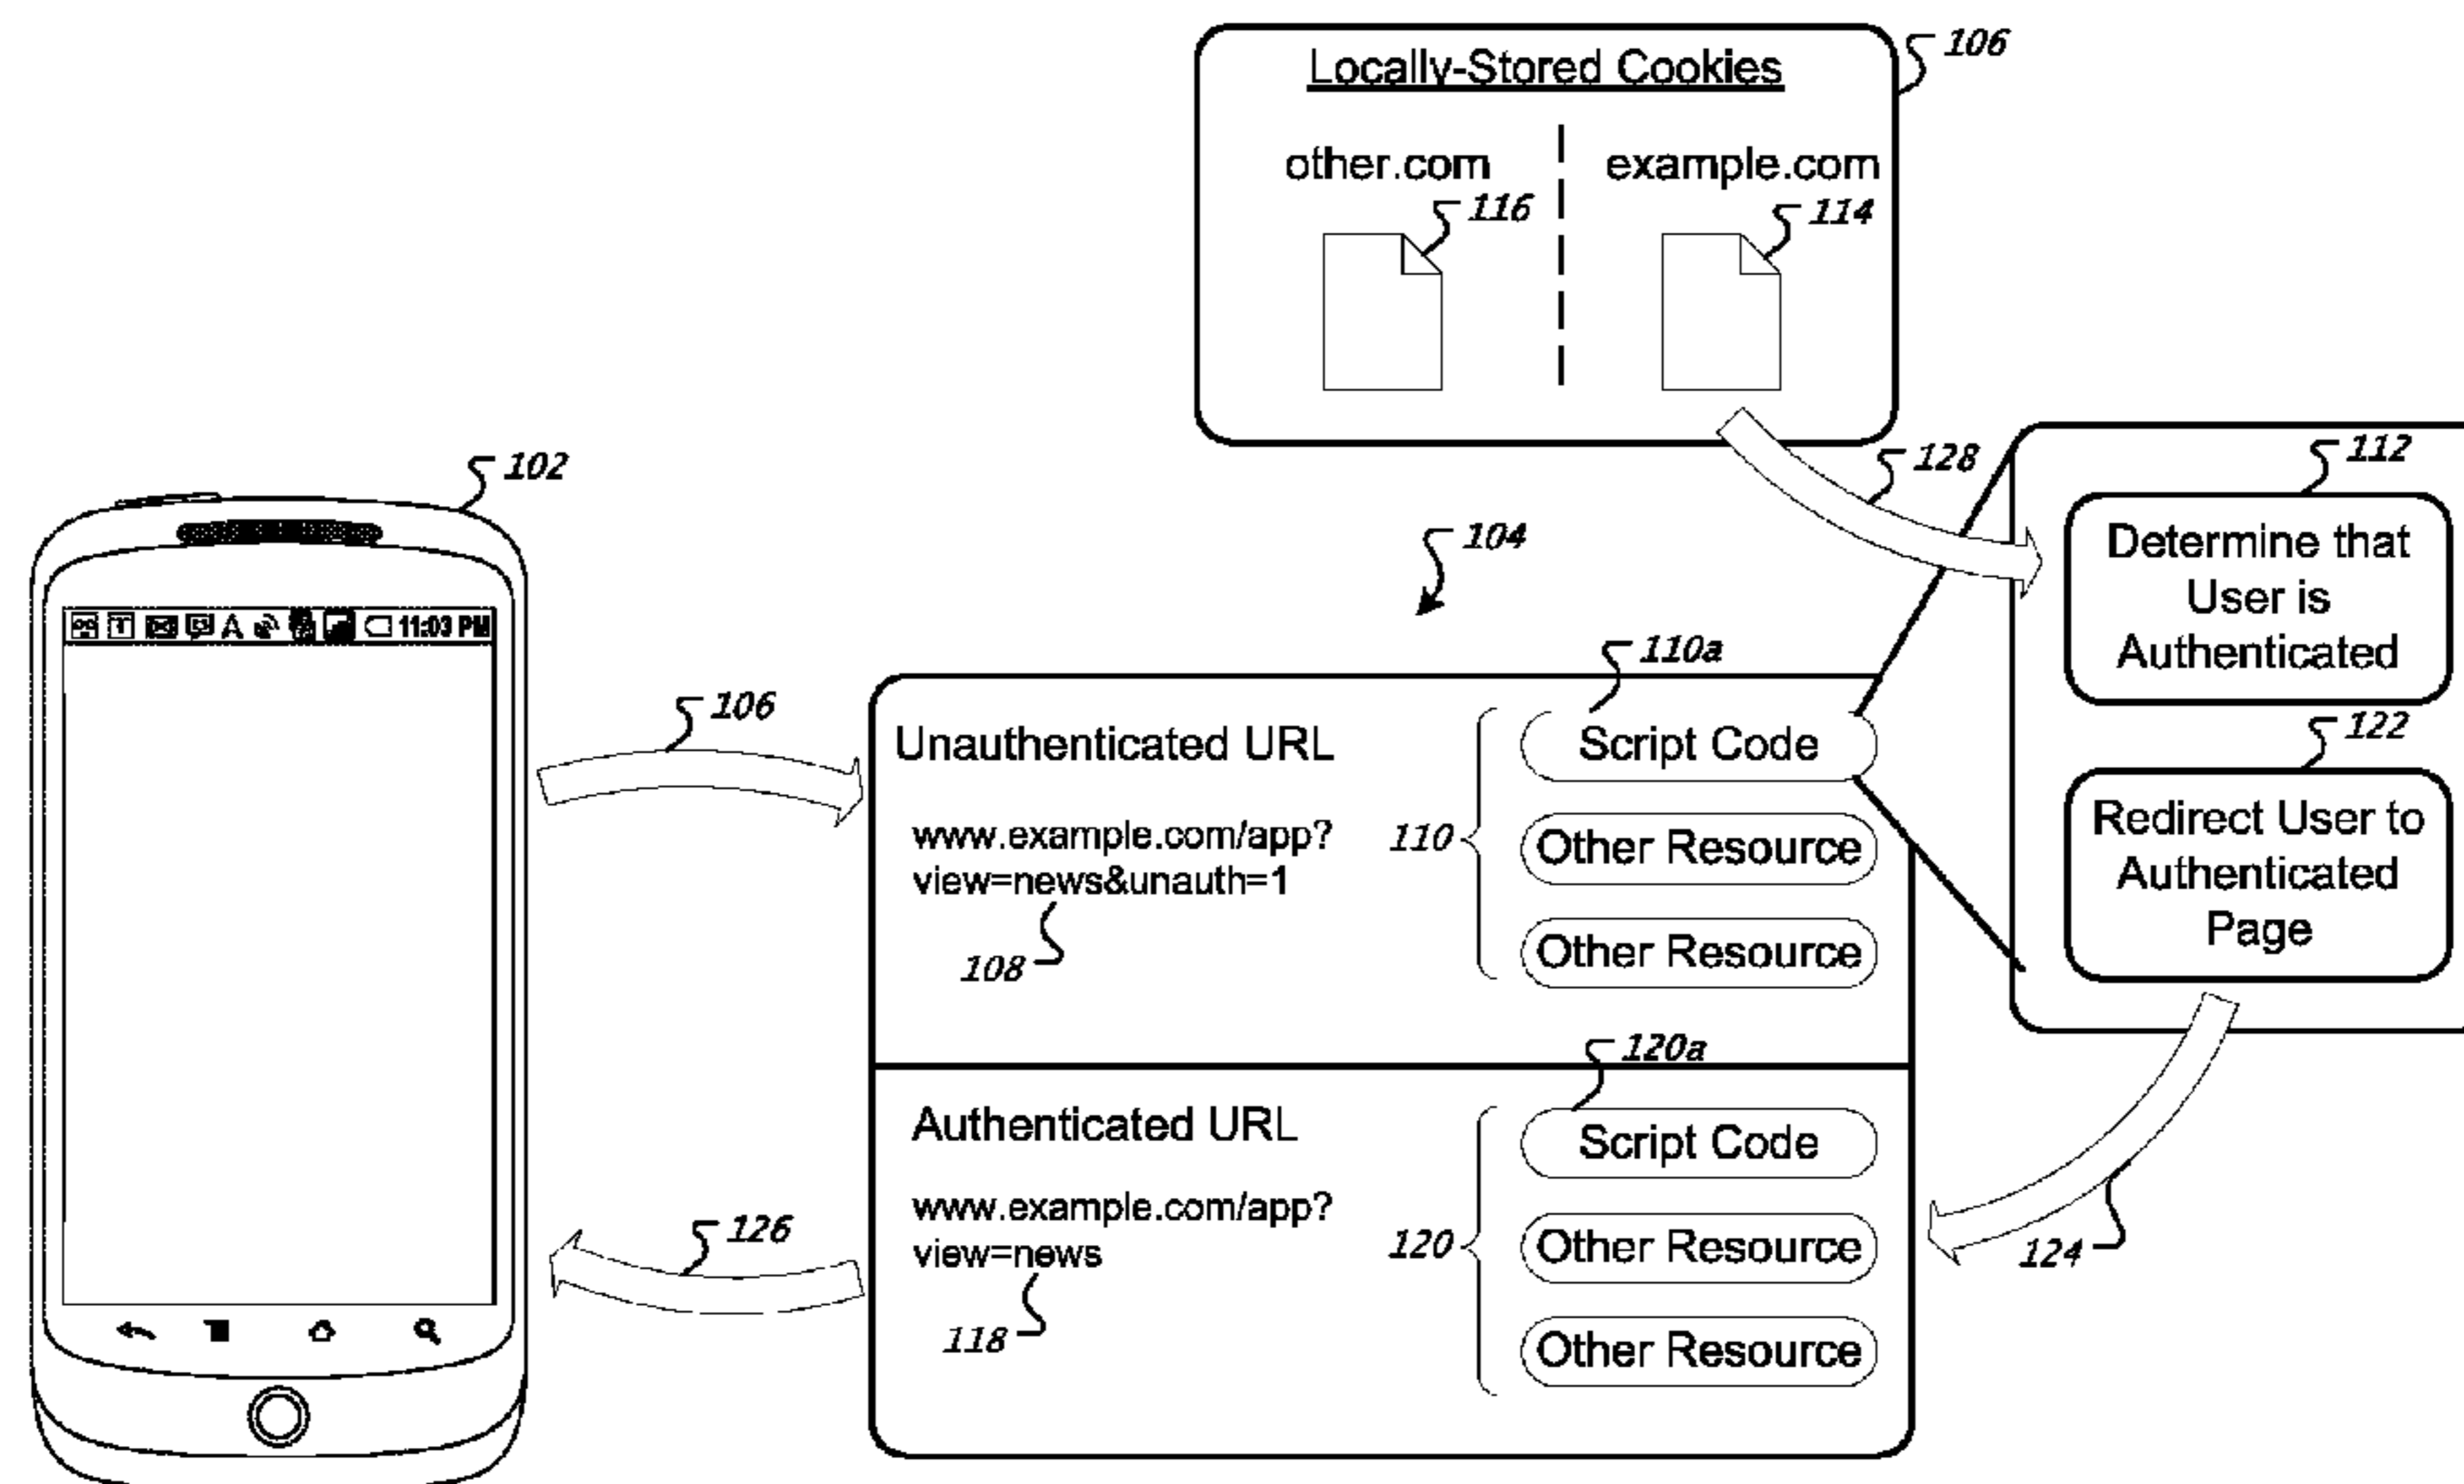 Locally-Stored Cookies
106
other.com
example.com
116
114
102
128
112
104
Determine that
User is
Authenticated
11:03 PM
110a
106
122
Unauthenticated URL
Script Code
www.example.com/app?
view=news&unauth=1
110
Other Resource
Redirect User to
Authenticated
Page
108
Other Resource
120a
Authenticated URL
Script Code
www.example.com/app?
view=news
126
120
Other Resource
124
118
Other Resource